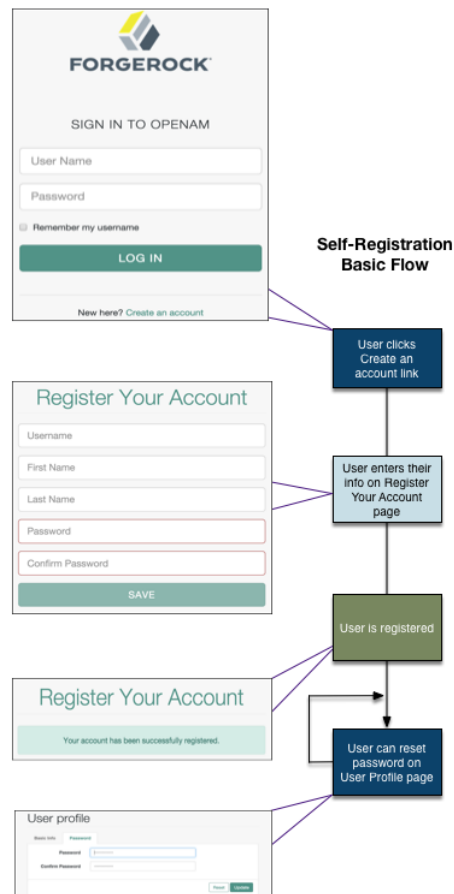 FORGEROCK
SIGN IN TO OPENAM
User Name
Password
Remember my username
LOG IN
New here? Create an account
Self-Registration
Basic Flow
User clicks
Create an
account link
Register Your Account
Username
First Name
Last Name
Password
Confirm Password
SAVE
User enters their
info on Register
Your Account
page
User is registered
Register Your Account
Your account has been successfully registered.
User can reset
password on
User Profile page
User profile
Basic Info Password
Password
Confirm Password
Reset Update